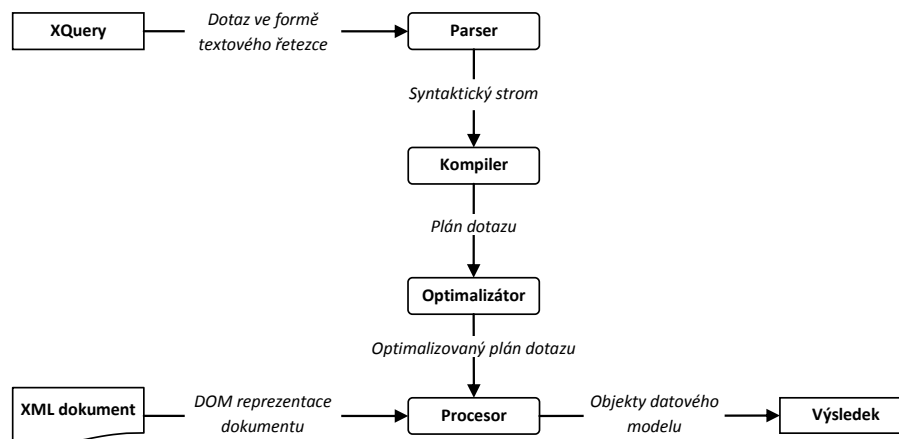 XQuery
Dotaz ve formě
textového řetezce
Parser
Syntaktický strom
Kompiler
Plán dotazu
Optimalizátor
Optimalizovaný plán dotazu
XML dokument
DOM reprezentace
dokumentu
Procesor
Objekty datového
modelu
Výsledek